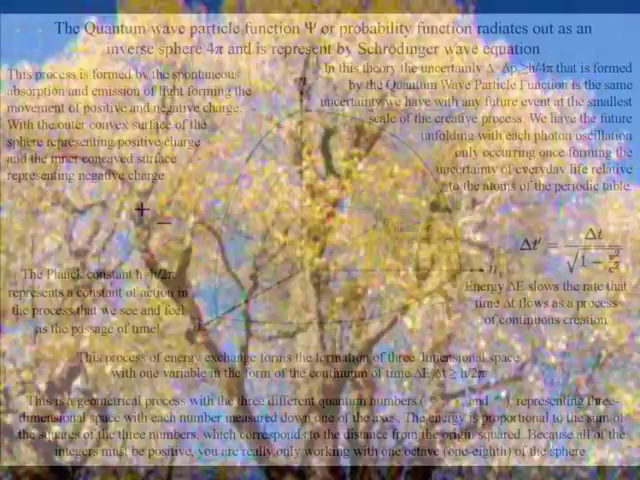 The Quantum wave particle function Ψ or probability function radiates out as an
inverse sphere 4π and is represent by Schrödinger wave equation
This process is formed by the spontaneous
absorption and emission of light forming the
movement of positive and negative charge.
With the outer convex surface of the
sphere representing positive charge
and the inner concaved surface
representing negative charge
In this theory the uncertainty Δ×Δpₓ≥h/4π that is formed
by the Quantum Wave Particle Function is the same
uncertainty we have with any future event at the smallest
scale of the creative process. We have the future
unfolding with each photon oscillation
only occurring once forming the
uncertainty of everyday life relative
to the atoms of the periodic table.
+
−
Δt' = Δt / √1 −
The Planck constant ħ=h/2π
represents a constant of action in
the process that we see and feel
as the passage of time!
Energy ΔE slows the rate that
time Δt flows as a process
of continuous creation
This process of energy exchange forms the formation of three dimensional space
with one variable in the form of the continuum of time ΔE Δt ≥ h/2π
This is a geometrical process with the three different quantum numbers ( and ), representing three-
dimensional space with each number measured down one of the axes. The energy is proportional to the sum of
the squares of the three numbers, which corresponds to the distance from the origin squared. Because all of the
integers must be positive, you are really only working with one octave (one-eighth) of the sphere